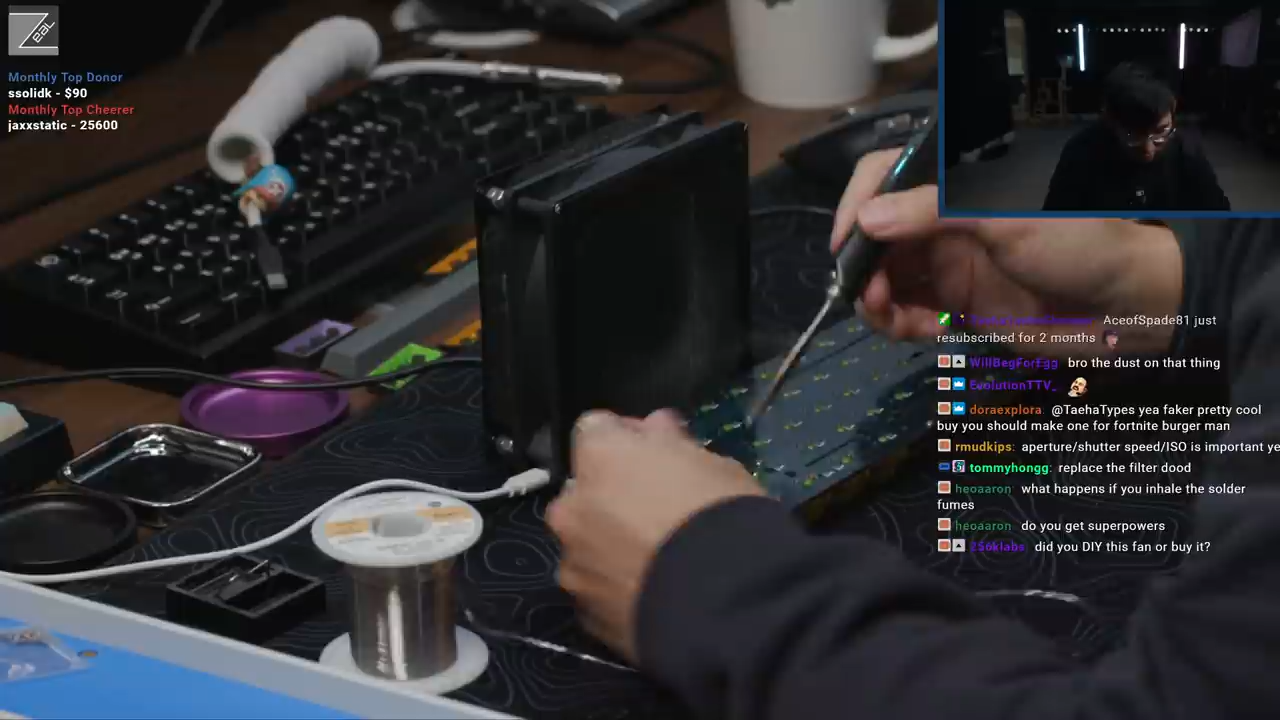 Zeal
Monthly Top Donor
ssolidk - $90
Monthly Top Cheerer
jaxxstatic - 25600
AceofSpade81 just
resubscribed for 2 months
WillBegForEgg bro the dust on that thing
EvolutionTTV_
doraexplora: @TaehaTypes yea faker pretty cool
buy you should make one for fortnite burger man
rmudkips: aperture/shutter speed/ISO is important ye
tommyhongg: replace the filter dood
heoaaron: what happens if you inhale the solder
fumes
heoaaron: do you get superpowers
256klabs: did you DIY this fan or buy it?